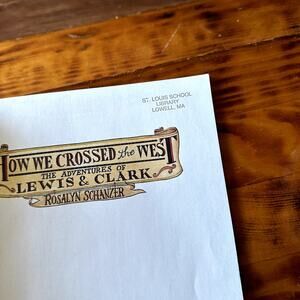 ST. LOUIS SCHOOL
LIBRARY
LOWELL, MA
HOW WE CROSSED the WEST
THE ADVENTURES OF
LEWIS & CLARK
ROSALYN SCHANZER